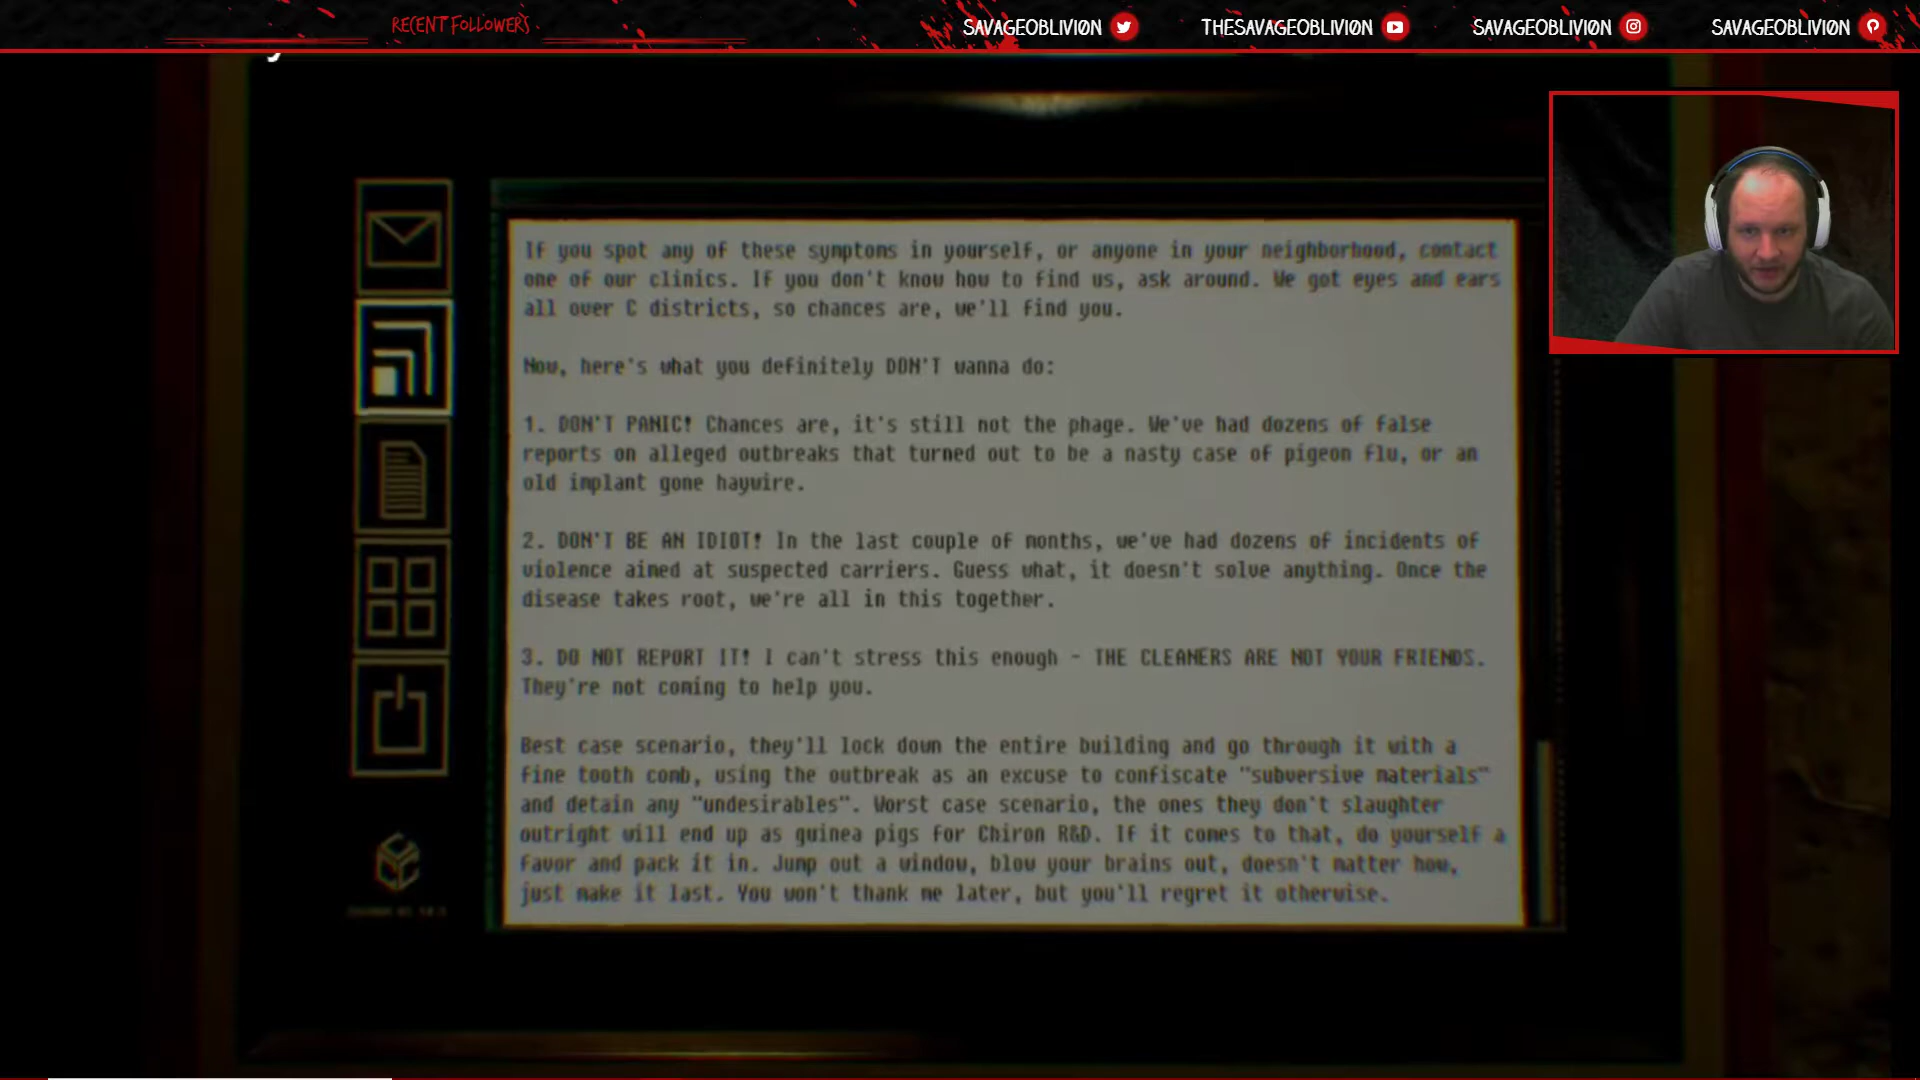 RECENT FOLLOWERS
SAVAGEOBLIVI0N
THESAVAGEOBLIVI0N
SAVAGEOBLIVI0N
SAVAGEOBLIVI0N
If you spot any of these symptoms in yourself, or anyone in your neighborhood, contact
one of our clinics. If you don't know how to find us, ask around. We got eyes and ears
all over C districts, so chances are, we'll find you.
Now, here's what you definitely DON'T wanna do:
1. DON'T PANIC! Chances are, it's still not the phage. We've had dozens of false
reports on alleged outbreaks that turned out to be a nasty case of pigeon flu, or an
old implant gone haywire.
2. DON'T BE AN IDIOT! In the last couple of months, we've had dozens of incidents of
violence aimed at suspected carriers. Guess what, it doesn't solve anything. Once the
disease takes root, we're all in this together.
3. DO NOT REPORT IT! I can't stress this enough - THE CLEANERS ARE NOT YOUR FRIENDS.
They're not coming to help you.
Best case scenario, they'll lock down the entire building and go through it with a
fine tooth comb, using the outbreak as an excuse to confiscate "subversive materials"
and detain any "undesirables". Worst case scenario, the ones they don't slaughter
outright will end up as guinea pigs for Chiron R&D. If it comes to that, do yourself a
favor and pack it in. Jump out a window, blow your brains out, doesn't matter how,
just make it last. You won't thank me later, but you'll regret it otherwise.